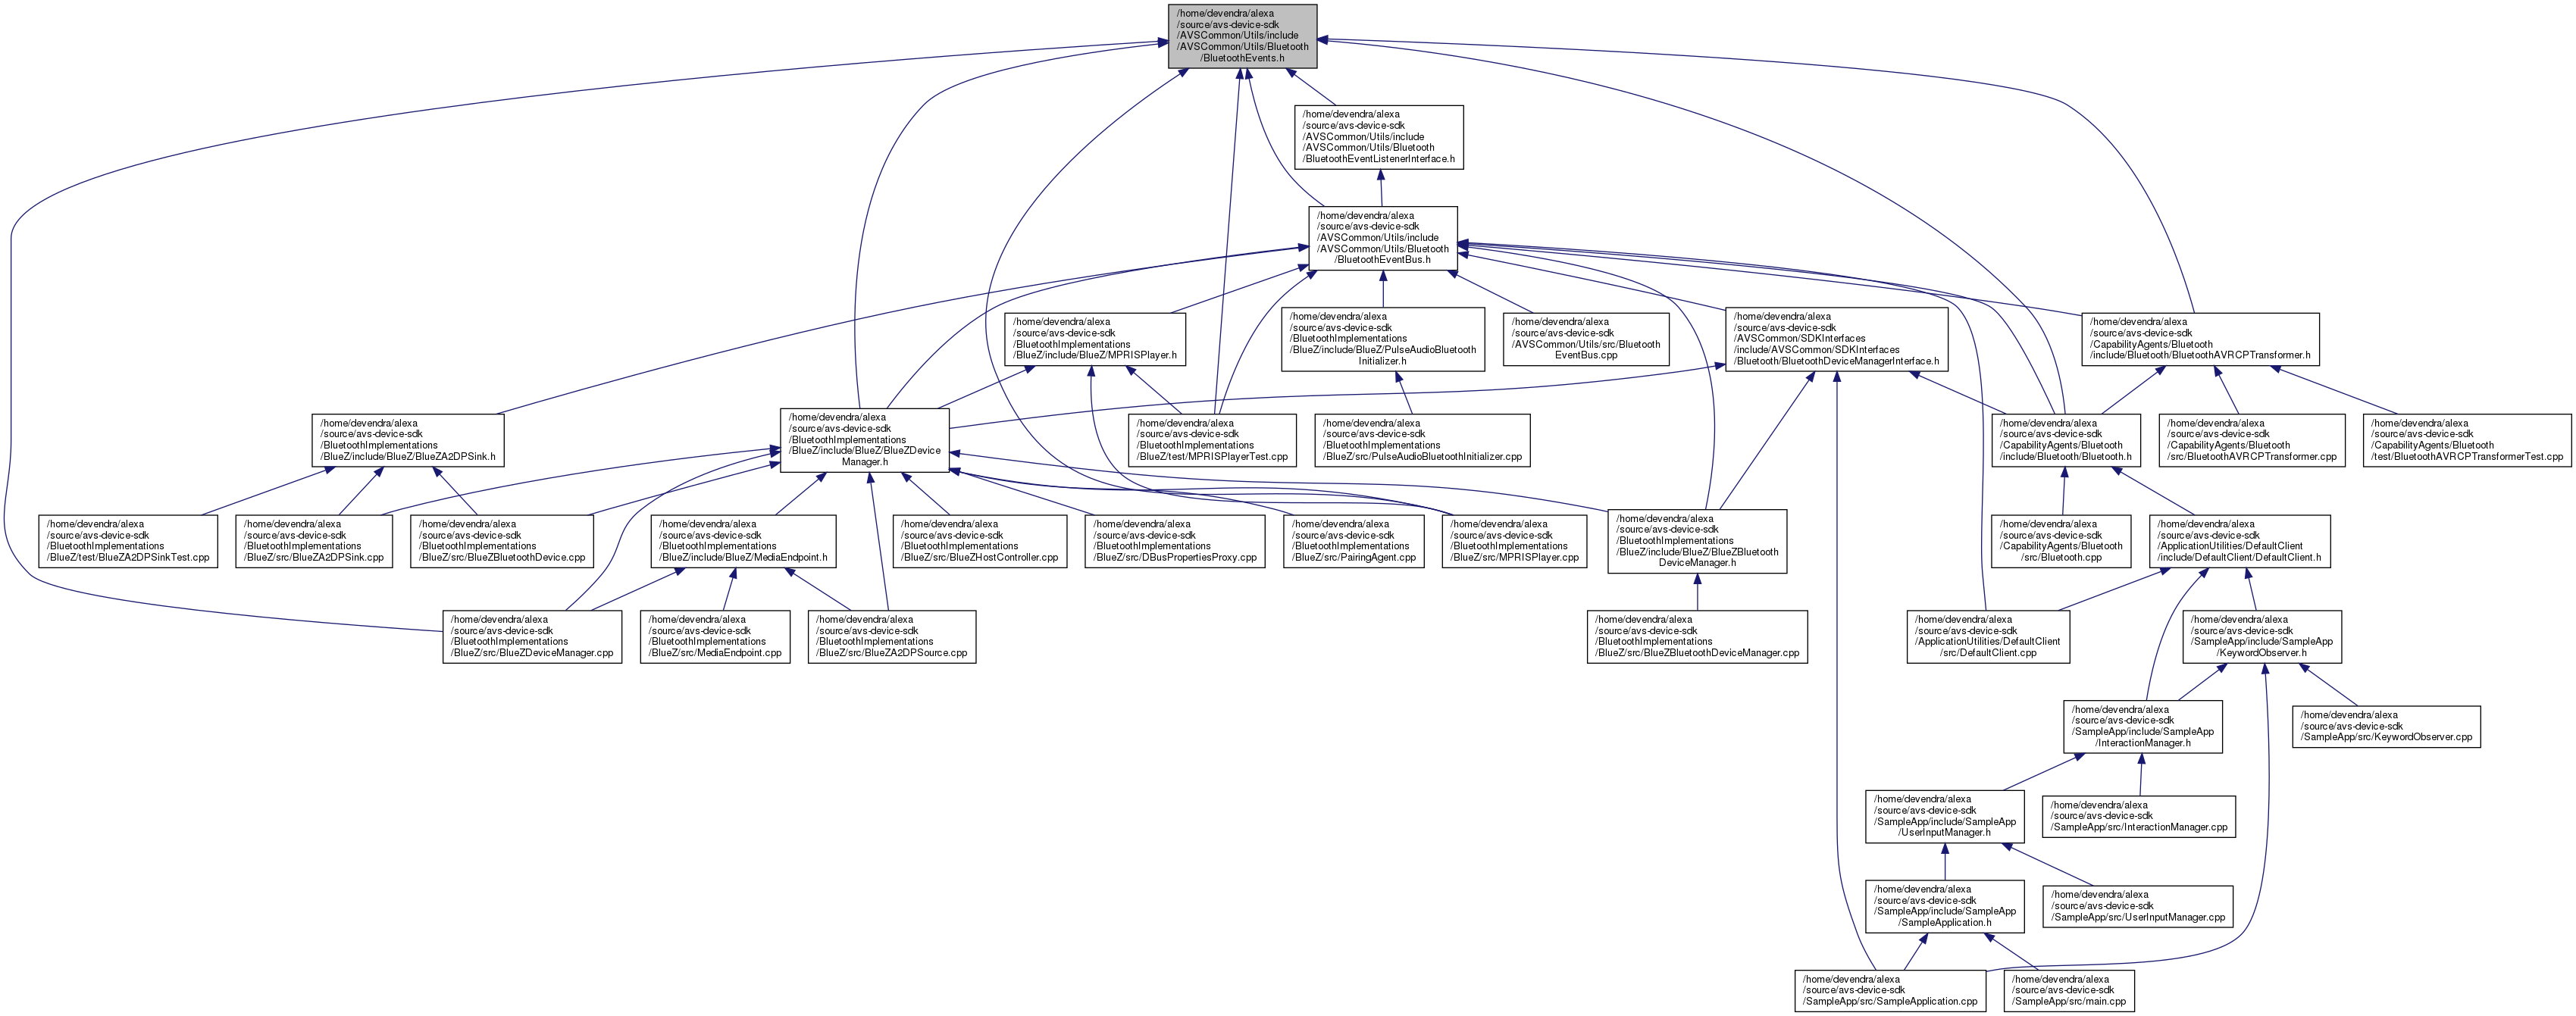 /home/devendra/alexa
/source/avs-device-sdk
/AVSCommon/Utils/include
/AVSCommon/Utils/Bluetooth
/BluetoothEvents.h
/home/devendra/alexa
/source/avs-device-sdk
/AVSCommon/Utils/include
/AVSCommon/Utils/Bluetooth
/BluetoothEventListenerInterface.h
/home/devendra/alexa
/source/avs-device-sdk
/AVSCommon/Utils/include
/AVSCommon/Utils/Bluetooth
/BluetoothEventBus.h
/home/devendra/alexa
/source/avs-device-sdk
/BluetoothImplementations
/BlueZ/include/BlueZ/MPRISPlayer.h
/home/devendra/alexa
/source/avs-device-sdk
/BluetoothImplementations
/BlueZ/include/BlueZ/PulseAudioBluetooth
Initializer.h
/home/devendra/alexa
/source/avs-device-sdk
/AVSCommon/Utils/src/Bluetooth
EventBus.cpp
/home/devendra/alexa
/source/avs-device-sdk
/AVSCommon/SDKInterfaces
/include/AVSCommon/SDKInterfaces
/Bluetooth/BluetoothDeviceManagerInterface.h
/home/devendra/alexa
/source/avs-device-sdk
/CapabilityAgents/Bluetooth
/include/Bluetooth/BluetoothAVRCPTransformer.h
/home/devendra/alexa
/source/avs-device-sdk
/BluetoothImplementations
/BlueZ/include/BlueZ/BlueZA2DPSink.h
/home/devendra/alexa
/source/avs-device-sdk
/BluetoothImplementations
/BlueZ/include/BlueZ/BlueZDevice
Manager.h
/home/devendra/alexa
/source/avs-device-sdk
/BluetoothImplementations
/BlueZ/test/MPRISPlayerTest.cpp
/home/devendra/alexa
/source/avs-device-sdk
/BluetoothImplementations
/BlueZ/src/PulseAudioBluetoothInitializer.cpp
/home/devendra/alexa
/source/avs-device-sdk
/CapabilityAgents/Bluetooth
/include/Bluetooth/Bluetooth.h
/home/devendra/alexa
/source/avs-device-sdk
/CapabilityAgents/Bluetooth
/src/BluetoothAVRCPTransformer.cpp
/home/devendra/alexa
/source/avs-device-sdk
/CapabilityAgents/Bluetooth
/test/BluetoothAVRCPTransformerTest.cpp
/home/devendra/alexa
/source/avs-device-sdk
/BluetoothImplementations
/BlueZ/test/BlueZA2DPSinkTest.cpp
/home/devendra/alexa
/source/avs-device-sdk
/BluetoothImplementations
/BlueZ/src/BlueZA2DPSink.cpp
/home/devendra/alexa
/source/avs-device-sdk
/BluetoothImplementations
/BlueZ/src/BlueZBluetoothDevice.cpp
/home/devendra/alexa
/source/avs-device-sdk
/BluetoothImplementations
/BlueZ/include/BlueZ/MediaEndpoint.h
/home/devendra/alexa
/source/avs-device-sdk
/BluetoothImplementations
/BlueZ/src/BlueZHostController.cpp
/home/devendra/alexa
/source/avs-device-sdk
/BluetoothImplementations
/BlueZ/src/DBusPropertiesProxy.cpp
/home/devendra/alexa
/source/avs-device-sdk
/BluetoothImplementations
/BlueZ/src/PairingAgent.cpp
/home/devendra/alexa
/source/avs-device-sdk
/BluetoothImplementations
/BlueZ/src/MPRISPlayer.cpp
/home/devendra/alexa
/source/avs-device-sdk
/BluetoothImplementations
/BlueZ/include/BlueZ/BlueZBluetooth
DeviceManager.h
/home/devendra/alexa
/source/avs-device-sdk
/CapabilityAgents/Bluetooth
/src/Bluetooth.cpp
/home/devendra/alexa
/source/avs-device-sdk
/ApplicationUtilities/DefaultClient
/include/DefaultClient/DefaultClient.h
/home/devendra/alexa
/source/avs-device-sdk
/BluetoothImplementations
/BlueZ/src/BlueZDeviceManager.cpp
/home/devendra/alexa
/source/avs-device-sdk
/BluetoothImplementations
/BlueZ/src/MediaEndpoint.cpp
/home/devendra/alexa
/source/avs-device-sdk
/BluetoothImplementations
/BlueZ/src/BlueZA2DPSource.cpp
/home/devendra/alexa
/source/avs-device-sdk
/BluetoothImplementations
/BlueZ/src/BlueZBluetoothDeviceManager.cpp
/home/devendra/alexa
/source/avs-device-sdk
/ApplicationUtilities/DefaultClient
/src/DefaultClient.cpp
/home/devendra/alexa
/source/avs-device-sdk
/SampleApp/include/SampleApp
/KeywordObserver.h
/home/devendra/alexa
/source/avs-device-sdk
/SampleApp/include/SampleApp
/InteractionManager.h
/home/devendra/alexa
/source/avs-device-sdk
/SampleApp/src/KeywordObserver.cpp
/home/devendra/alexa
/source/avs-device-sdk
/SampleApp/include/SampleApp
/UserInputManager.h
/home/devendra/alexa
/source/avs-device-sdk
/SampleApp/src/InteractionManager.cpp
/home/devendra/alexa
/source/avs-device-sdk
/SampleApp/include/SampleApp
/SampleApplication.h
/home/devendra/alexa
/source/avs-device-sdk
/SampleApp/src/UserInputManager.cpp
/home/devendra/alexa
/source/avs-device-sdk
/SampleApp/src/SampleApplication.cpp
/home/devendra/alexa
/source/avs-device-sdk
/SampleApp/src/main.cpp